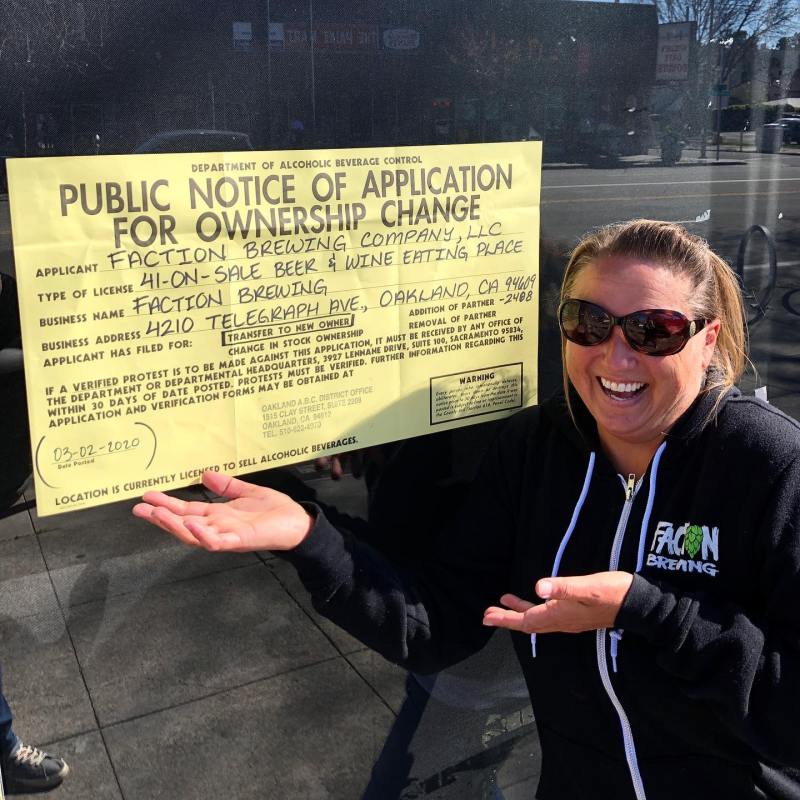 DEPARTMENT OF ALCOHOLIC BEVERAGE CONTROL
PUBLIC NOTICE OF APPLICATION
FOR OWNERSHIP CHANGE
APPLICANT FACTION BREWING COMPANY, LLC
TYPE OF LICENSE 41-ON-SALE BEER & WINE EATING PLACE
BUSINESS NAME FACTION BREWING
BUSINESS ADDRESS 4210 TELEGRAPH AVE., OAKLAND, CA 94609
APPLICANT HAS FILED FOR: TRANSFER TO NEW OWNER ADDITION OF PARTNER -2408
CHANGE IN STOCK OWNERSHIP REMOVAL OF PARTNER
IF A VERIFIED PROTEST IS TO BE MADE AGAINST THIS APPLICATION, IT MUST BE RECEIVED BY ANY OFFICE OF
THE DEPARTMENT OR DEPARTMENTAL HEADQUARTERS, 3927 LENNANE DRIVE, SUITE 100, SACRAMENTO 95834,
WITHIN 30 DAYS OF DATE POSTED. PROTESTS MUST BE VERIFIED. FURTHER INFORMATION REGARDING THIS
APPLICATION AND VERIFICATION FORMS MAY BE OBTAINED AT
OAKLAND A.B.C. DISTRICT OFFICE
1515 CLAY STREET, SUITE 2208
OAKLAND, CA 94612
TEL. 510-622-4970
WARNING
03-02-2020
Date Posted
LOCATION IS CURRENTLY LICENSED TO SELL ALCOHOLIC BEVERAGES.
FACTION
BREWING